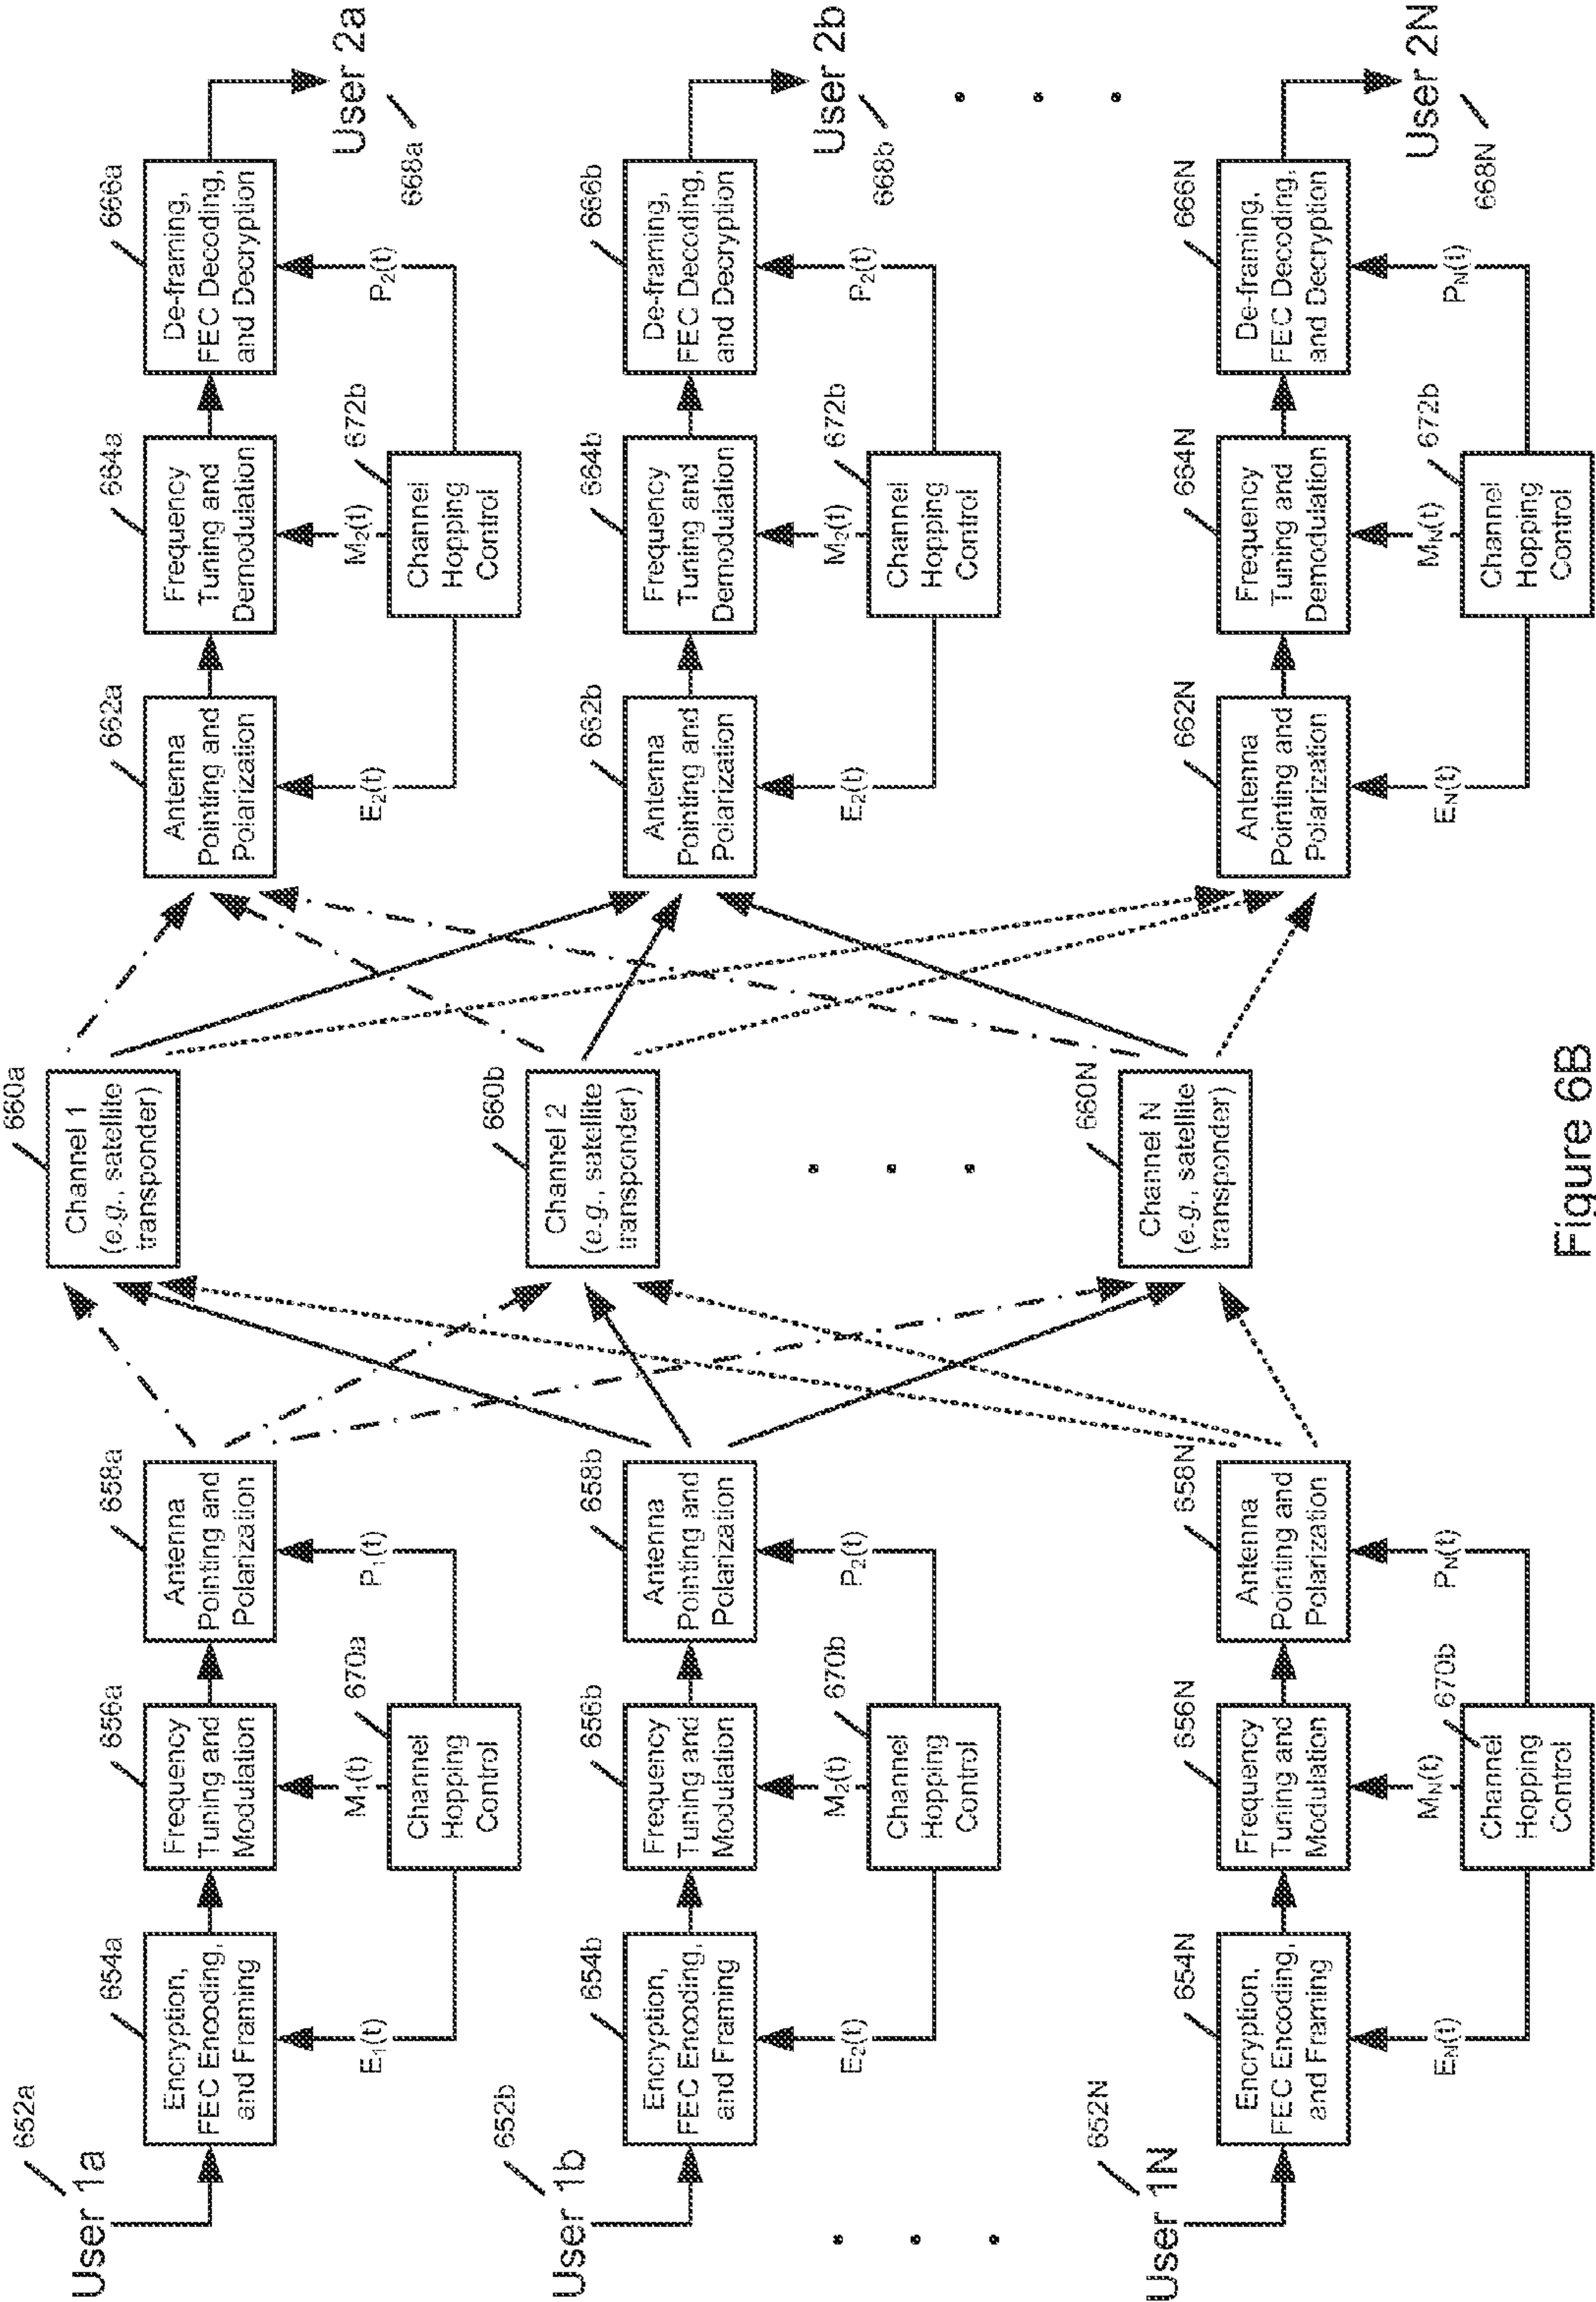 User 1a
652a
Encryption,
FEC Encoding,
and Framing
654a
Frequency
Tuning and
Modulation
656a
Antenna
Pointing and
Polarization
658a
E₁(t)
M₁(t)
P₁(t)
Channel
Hopping
Control
670a
Channel 1
(e.g., satellite
transponder)
660a
Antenna
Pointing and
Polarization
662a
Frequency
Tuning and
Demodulation
664a
De-framing,
FEC Decoding,
and Decryption
666a
E₂(t)
M₂(t)
P₂(t)
Channel
Hopping
Control
672b
User 2a
668a
User 1b
652b
Encryption,
FEC Encoding,
and Framing
654b
Frequency
Tuning and
Modulation
656b
Antenna
Pointing and
Polarization
658b
E₂(t)
M₂(t)
P₂(t)
Channel
Hopping
Control
670b
Channel 2
(e.g., satellite
transponder)
660b
Antenna
Pointing and
Polarization
662b
Frequency
Tuning and
Demodulation
664b
De-framing,
FEC Decoding,
and Decryption
666b
E₂(t)
M₂(t)
P₂(t)
Channel
Hopping
Control
672b
User 2b
668b
User 1N
652N
Encryption,
FEC Encoding,
and Framing
654N
Frequency
Tuning and
Modulation
656N
Antenna
Pointing and
Polarization
658N
E_N(t)
M_N(t)
P_N(t)
Channel
Hopping
Control
670b
Channel N
(e.g., satellite
transponder)
660N
Antenna
Pointing and
Polarization
662N
Frequency
Tuning and
Demodulation
664N
De-framing,
FEC Decoding,
and Decryption
666N
E_N(t)
M_N(t)
P_N(t)
Channel
Hopping
Control
672b
User 2N
668N
Figure 6B